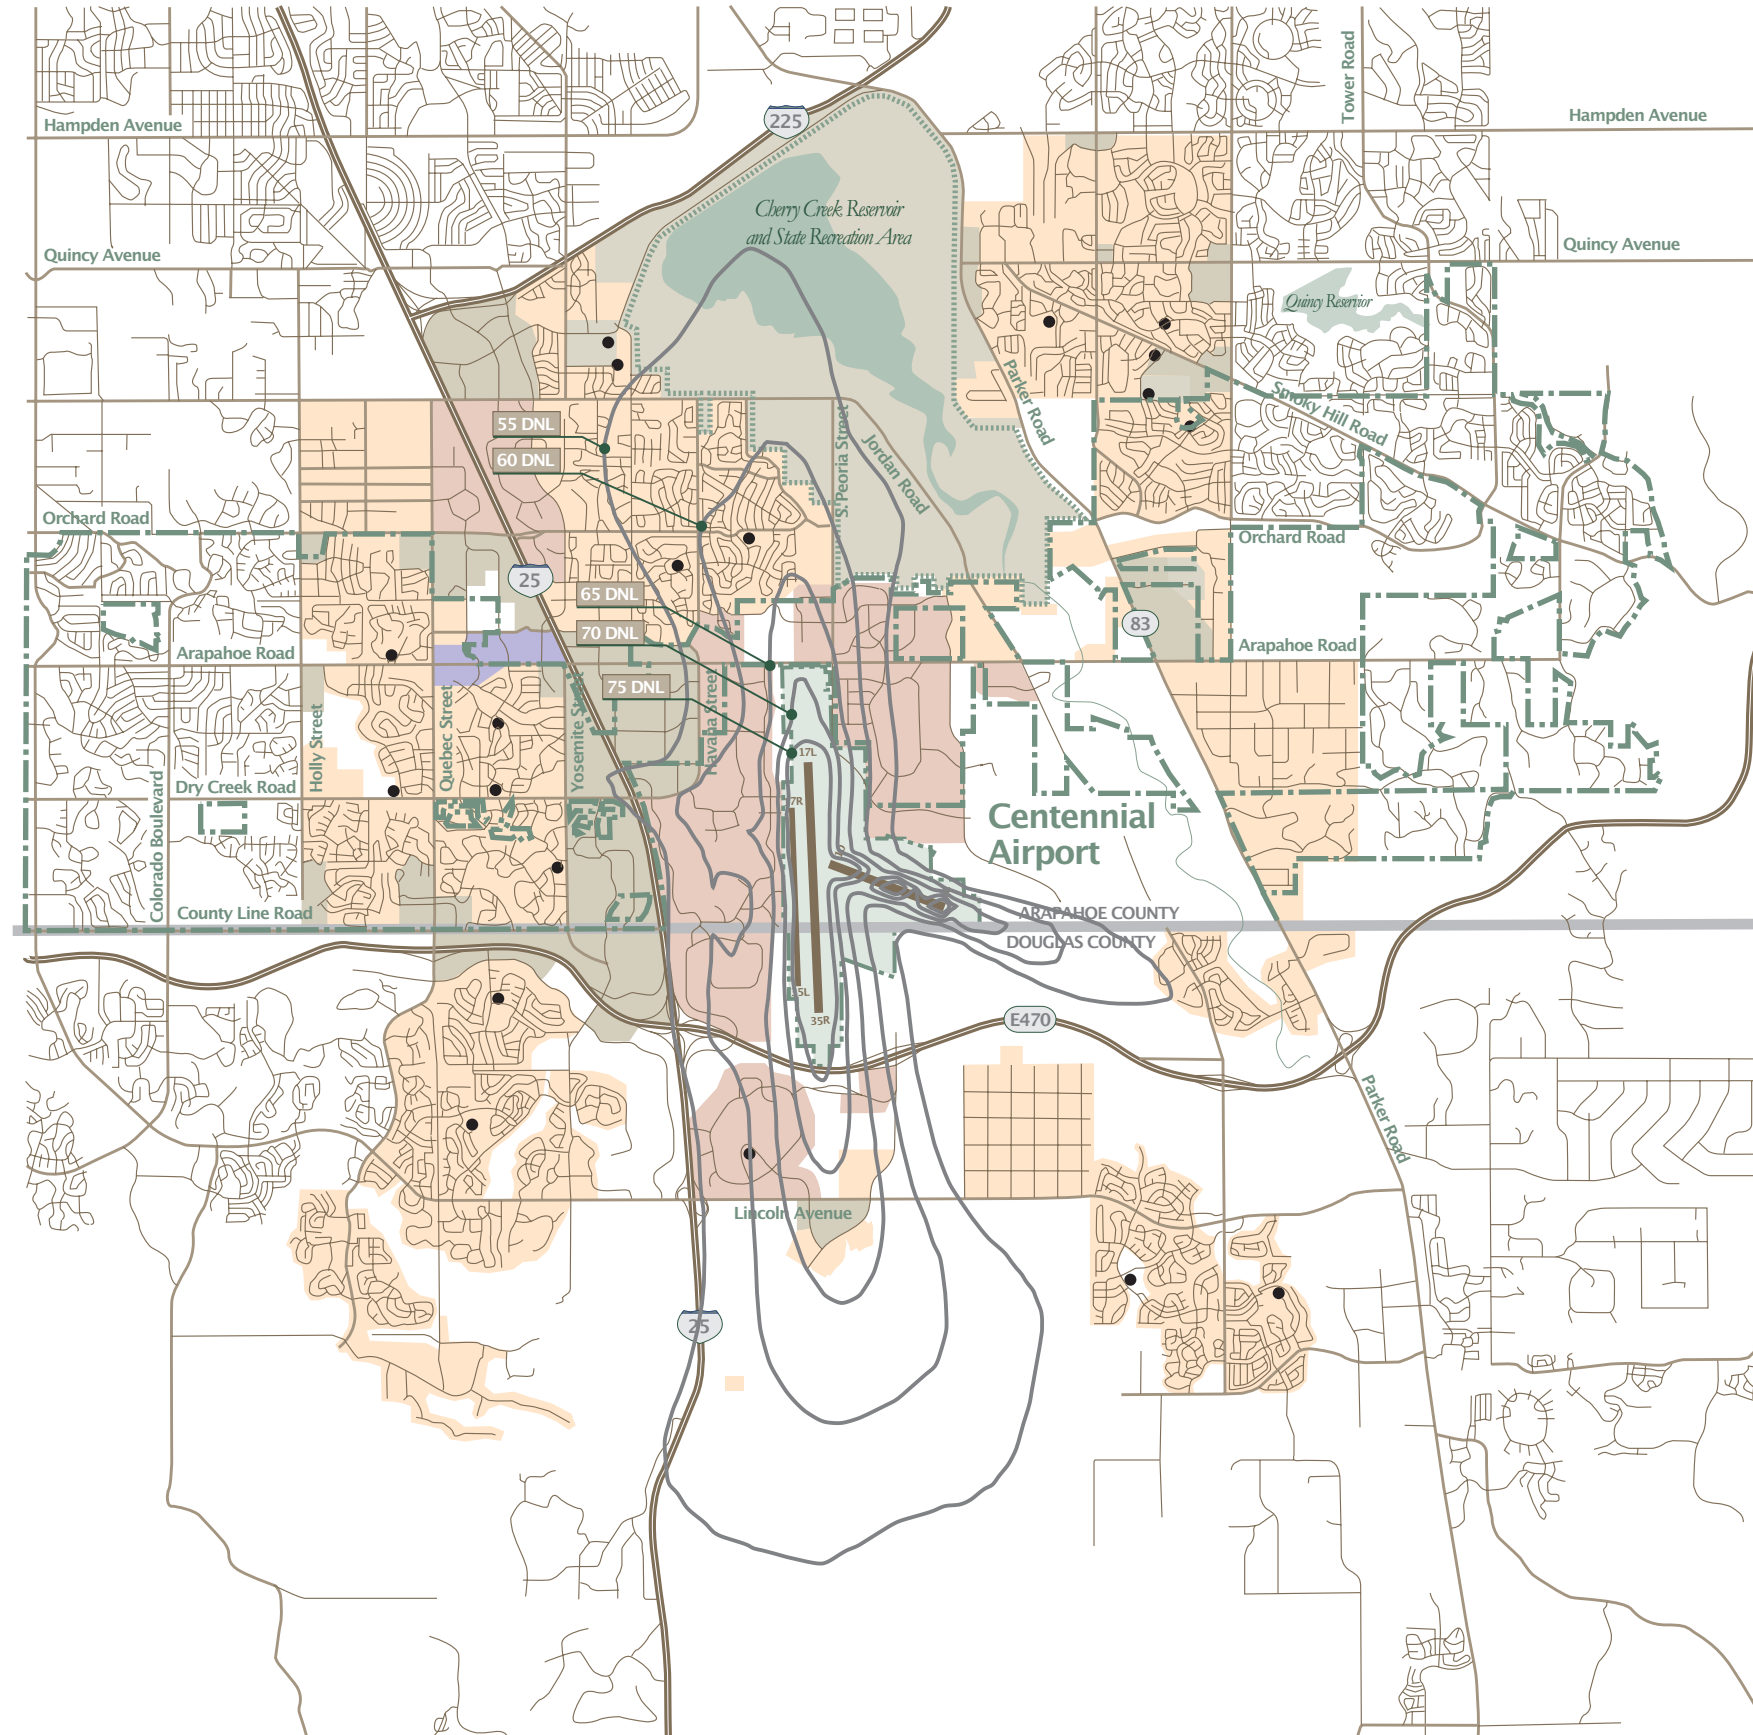 Tower Road
Hampden Avenue
225
Hampden Avenue
Cherry Creek Reservoir
and State Recreation Area
Quincy Avenue
Quincy Avenue
Quincy Reservior
Parker Road
Smoky Hill Road
55 DNL
60 DNL
S. Peoria Street
Jordan Road
Orchard Road
Orchard Road
25
65 DNL
70 DNL
83
Arapahoe Road
Arapahoe Road
75 DNL
Holly Street
Quebec Street
Yosemite Street
Havana Street
17L
Dry Creek Road
Colorado Boulevard
7R
Centennial
Airport
County Line Road
ARAPAHOE COUNTY
DOUGLAS COUNTY
35L
35R
E470
Parker Road
Lincoln Avenue
25